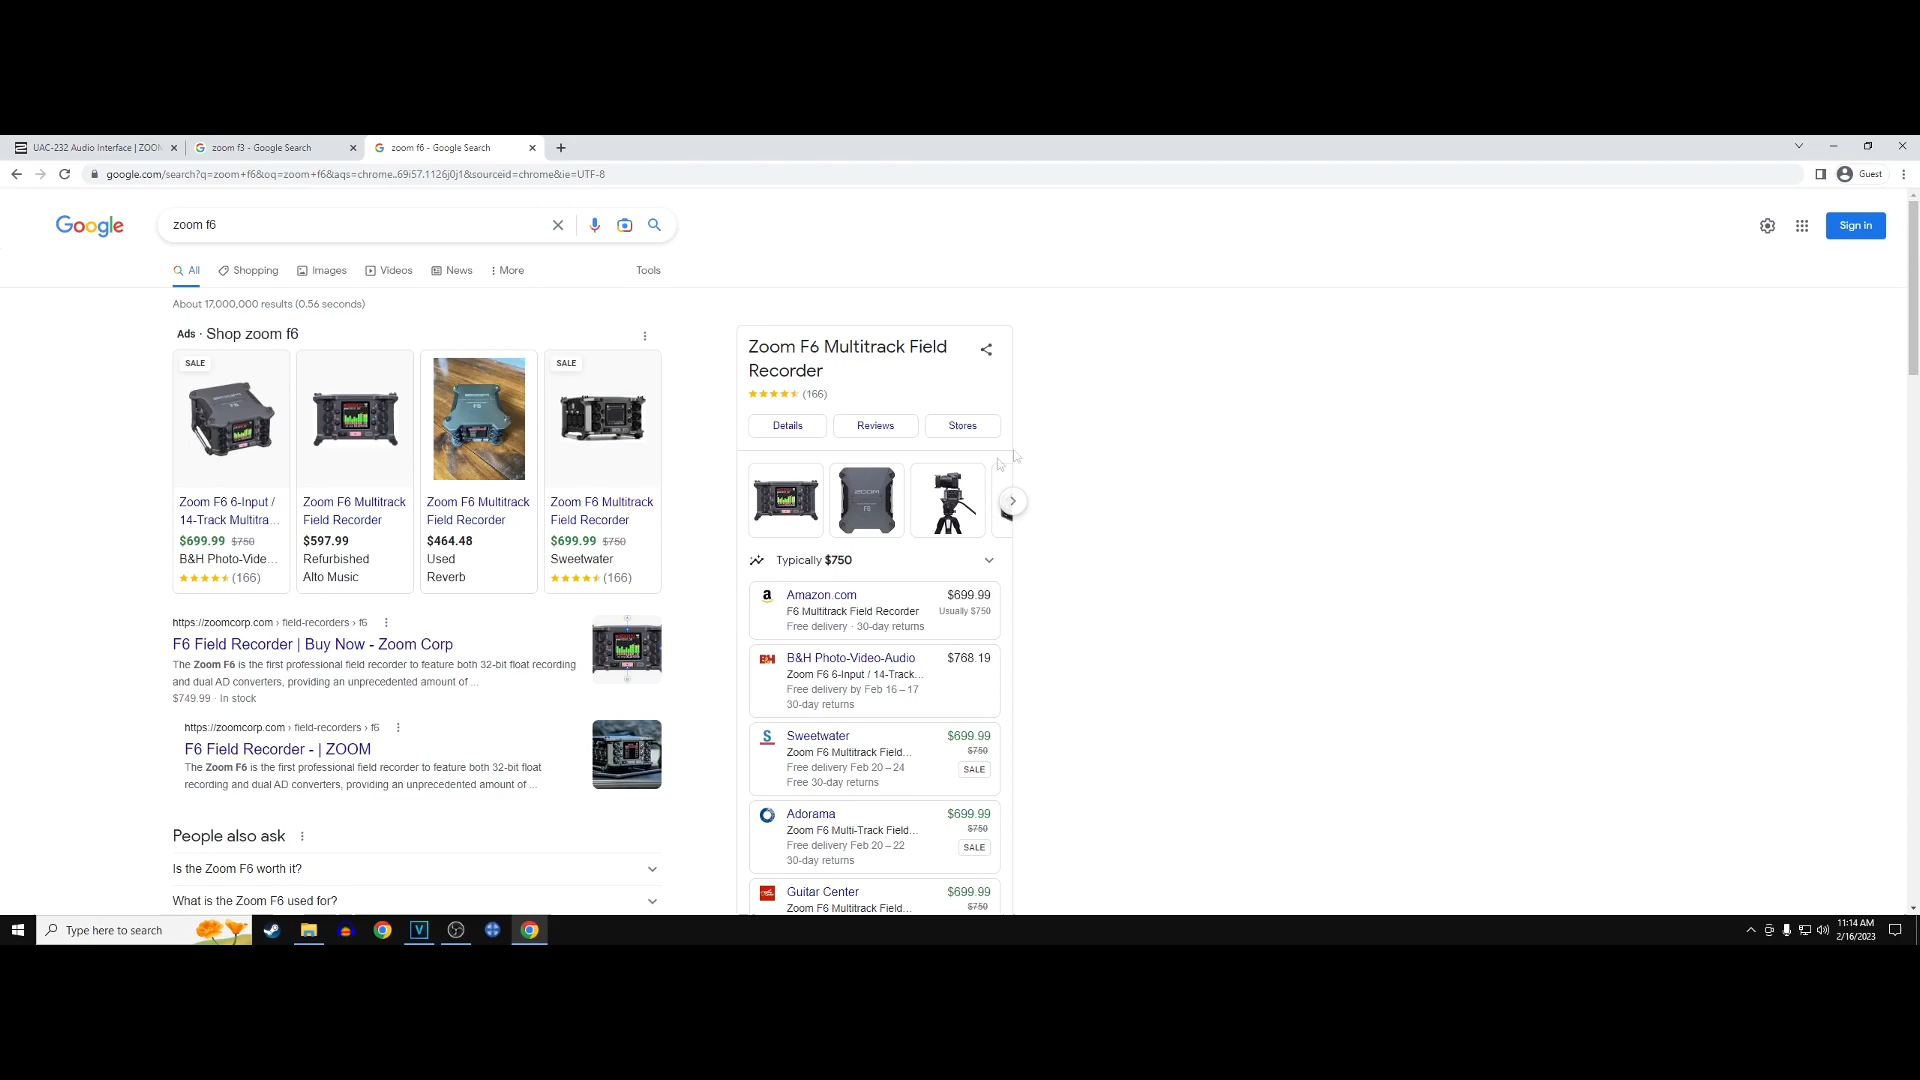 UAC-232 Audio Interface | ZOOM
zoom f3 - Google Search
zoom f6 - Google Search
google.com/search?q=zoom+f6&oq=zoom+f6&aqs=chrome..69i57.1126j0j1&sourceid=chrome&ie=UTF-8
Guest
Google
zoom f6
Sign in
All
Shopping
Images
Videos
News
More
Tools
About 17,000,000 results (0.56 seconds)
Ads · Shop zoom f6
SALE
Zoom F6 6-Input /
14-Track Multitra...
$699.99 $750
B&H Photo-Vide...
(166)
Zoom F6 Multitrack
Field Recorder
$597.99
Refurbished
Alto Music
Zoom F6 Multitrack
Field Recorder
$464.48
Used
Reverb
SALE
Zoom F6 Multitrack
Field Recorder
$699.99 $750
Sweetwater
(166)
https://zoomcorp.com › field-recorders › f6
F6 Field Recorder | Buy Now - Zoom Corp
The Zoom F6 is the first professional field recorder to feature both 32-bit float recording
and dual AD converters, providing an unprecedented amount of ...
$749.99 · In stock
https://zoomcorp.com › field-recorders › f6
F6 Field Recorder - | ZOOM
The Zoom F6 is the first professional field recorder to feature both 32-bit float
recording and dual AD converters, providing an unprecedented amount of ...
People also ask
Is the Zoom F6 worth it?
What is the Zoom F6 used for?
Zoom F6 Multitrack Field
Recorder
(166)
Details
Reviews
Stores
Typically $750
Amazon.com $699.99
F6 Multitrack Field Recorder Usually $750
Free delivery · 30-day returns
B&H Photo-Video-Audio $768.19
Zoom F6 6-Input / 14-Track...
Free delivery by Feb 16 – 17
30-day returns
Sweetwater $699.99
Zoom F6 Multitrack Field... $750
Free delivery Feb 20 – 24 SALE
Free 30-day returns
Adorama $699.99
Zoom F6 Multi-Track Field... $750
Free delivery Feb 20 – 22 SALE
30-day returns
Guitar Center $699.99
Zoom F6 Multitrack Field... $750
Type here to search
11:14 AM
2/16/2023